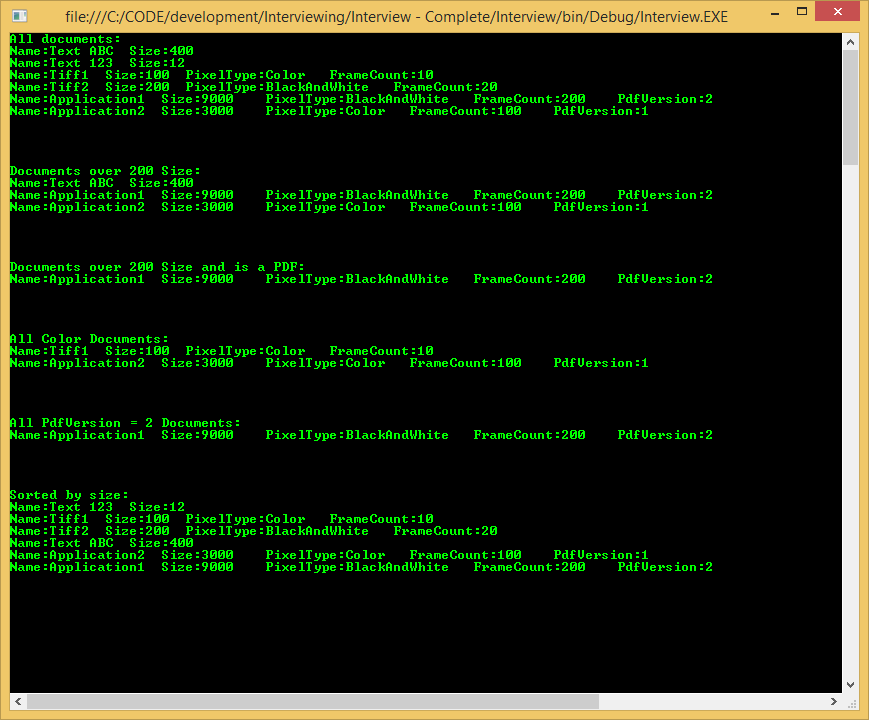 file:///C:/CODE/development/Interviewing/Interview - Complete/Interview/bin/Debug/Interview.EXE
All documents:
Name:Text ABC  Size:400
Name:Text 123  Size:12
Name:Tiff1  Size:100  PixelType:Color   FrameCount:10
Name:Tiff2  Size:200  PixelType:BlackAndWhite   FrameCount:20
Name:Application1  Size:9000    PixelType:BlackAndWhite   FrameCount:200    PdfVersion:2
Name:Application2  Size:3000    PixelType:Color   FrameCount:100    PdfVersion:1
Documents over 200 Size:
Name:Text ABC  Size:400
Name:Application1  Size:9000    PixelType:BlackAndWhite   FrameCount:200    PdfVersion:2
Name:Application2  Size:3000    PixelType:Color   FrameCount:100    PdfVersion:1
Documents over 200 Size and is a PDF:
Name:Application1  Size:9000    PixelType:BlackAndWhite   FrameCount:200    PdfVersion:2
All Color Documents:
Name:Tiff1  Size:100  PixelType:Color   FrameCount:10
Name:Application2  Size:3000    PixelType:Color   FrameCount:100    PdfVersion:1
All PdfVersion = 2 Documents:
Name:Application1  Size:9000    PixelType:BlackAndWhite   FrameCount:200    PdfVersion:2
Sorted by size:
Name:Text 123  Size:12
Name:Tiff1  Size:100  PixelType:Color   FrameCount:10
Name:Tiff2  Size:200  PixelType:BlackAndWhite   FrameCount:20
Name:Text ABC  Size:400
Name:Application2  Size:3000    PixelType:Color   FrameCount:100    PdfVersion:1
Name:Application1  Size:9000    PixelType:BlackAndWhite   FrameCount:200    PdfVersion:2